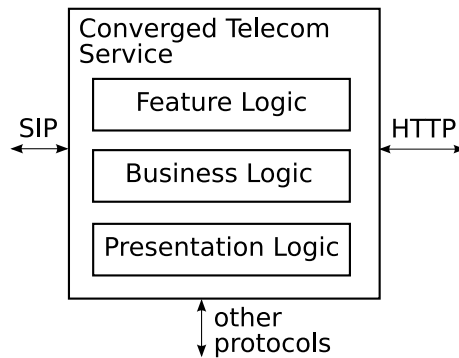 Converged Telecom
Service
Feature Logic
SIP
HTTP
Business Logic
Presentation Logic
other
protocols